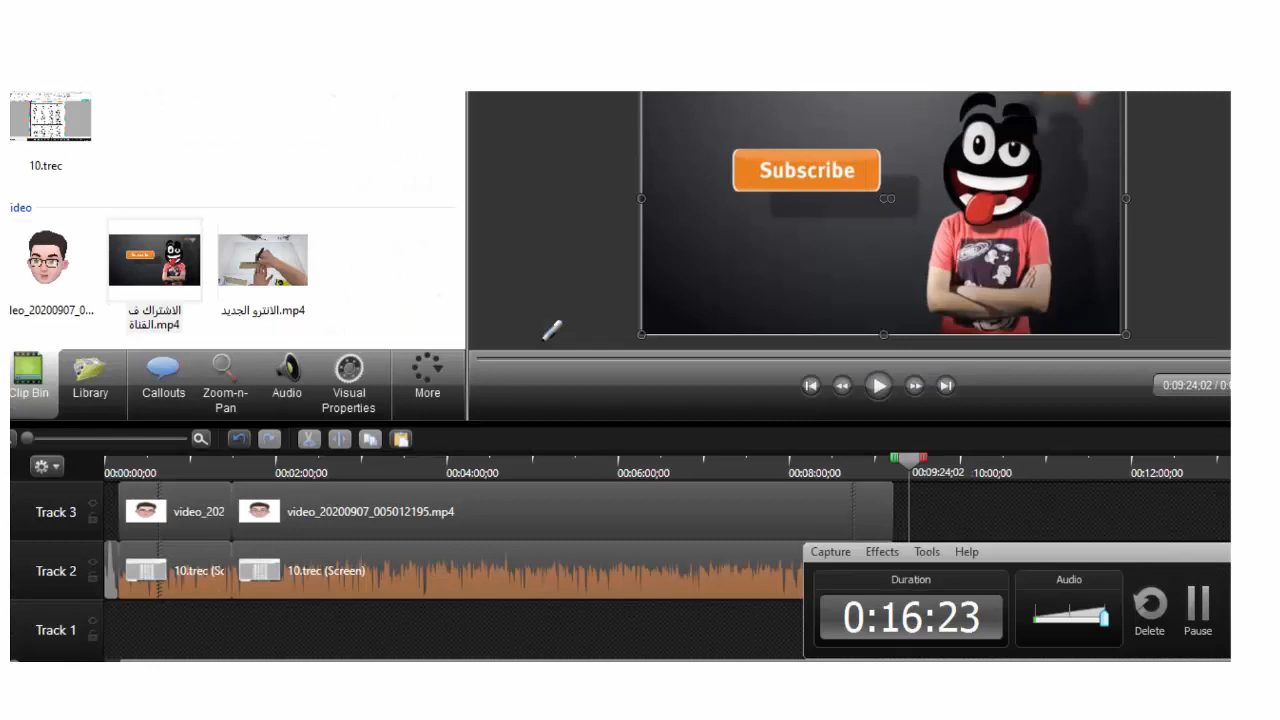 10.trec
Subscribe
ideo
leo_20200907_0...
الاشتراك ف
القناة.mp4
الانترو الجديد.mp4
Clip Bin
Library
Callouts
Zoom-n-
Pan
Audio
Visual
Properties
More
0:09:24;02 / 0:0
00:00:00;00
00:02:00;00
00:04:00;00
00:06:00;00
00:08:00;00
00:09:24;02
10:00;00
00:12:00;00
Track 3
video_202
video_20200907_005012195.mp4
Track 2
10.trec (Sc
10.trec (Screen)
Track 1
Capture
Effects
Tools
Help
Duration
0:16:23
Audio
Delete
Pause